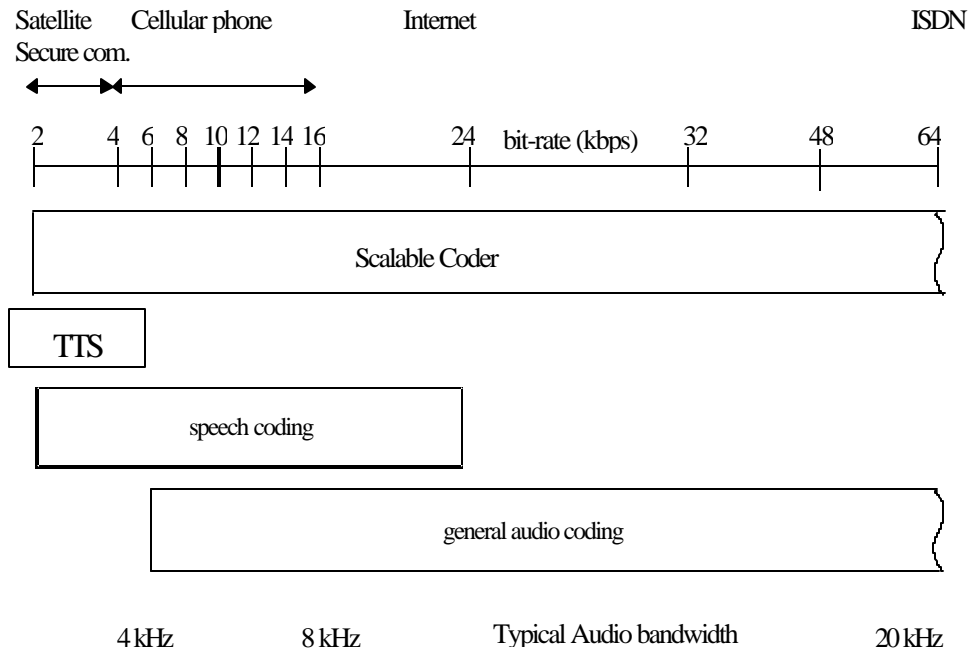 Satellite Cellular phone Internet ISDN
Secure com.
2 4 6 8 10 12 14 16 24 bit-rate (kbps) 32 48 64
Scalable Coder
TTS
speech coding
general audio coding
4 kHz 8 kHz Typical Audio bandwidth 20 kHz